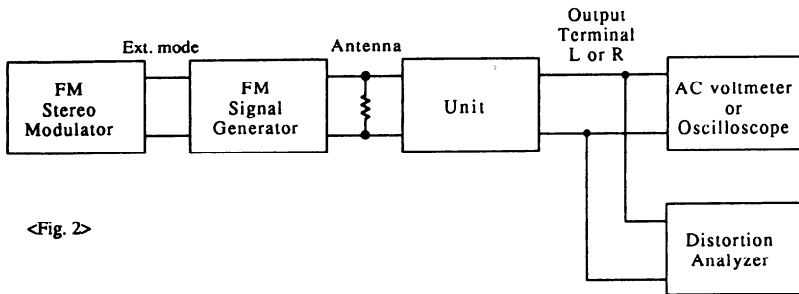 Output
Terminal
L or R
Ext. mode
Antenna
FM
Stereo
Modulator
FM
Signal
Generator
Unit
AC voltmeter
or
Oscilloscope
<Fig. 2>
Distortion
Analyzer